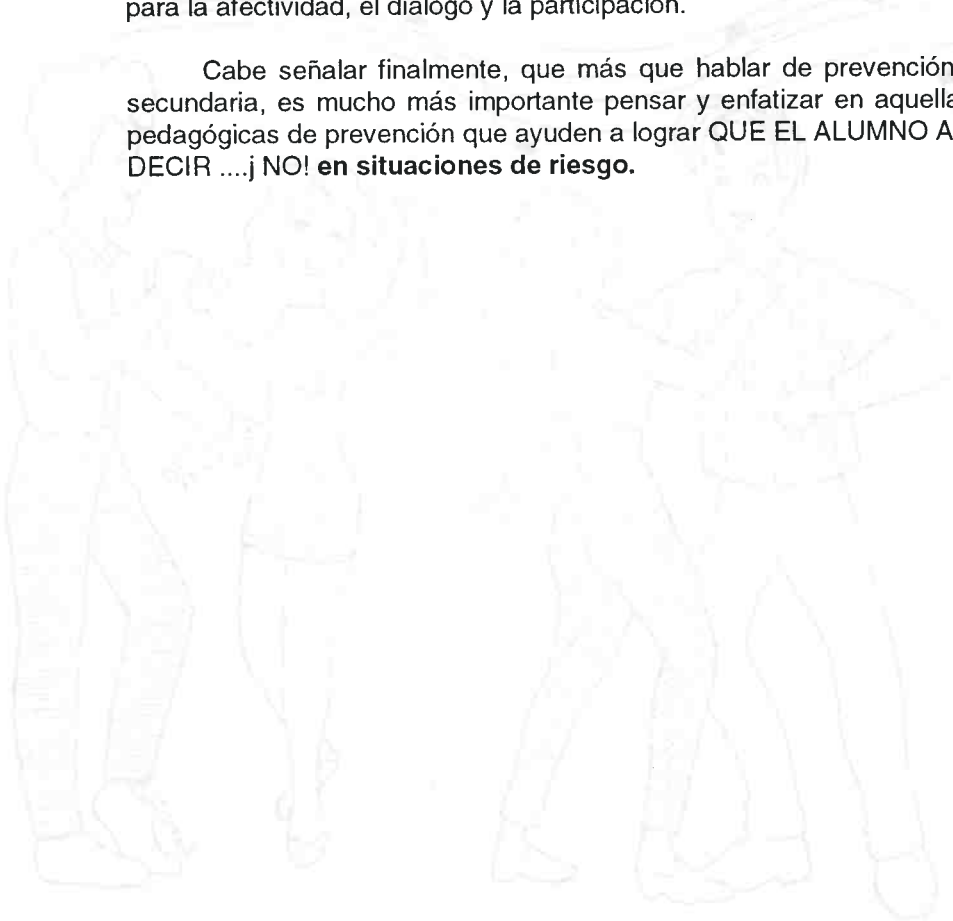 para la afectividad, el diálogo y la participación.
Cabe señalar finalmente, que más que hablar de prevención
secundaria, es mucho más importante pensar y enfatizar en aquella
pedagógicas de prevención que ayuden a lograr QUE EL ALUMNO A
DECIR ....¡ NO! en situaciones de riesgo.